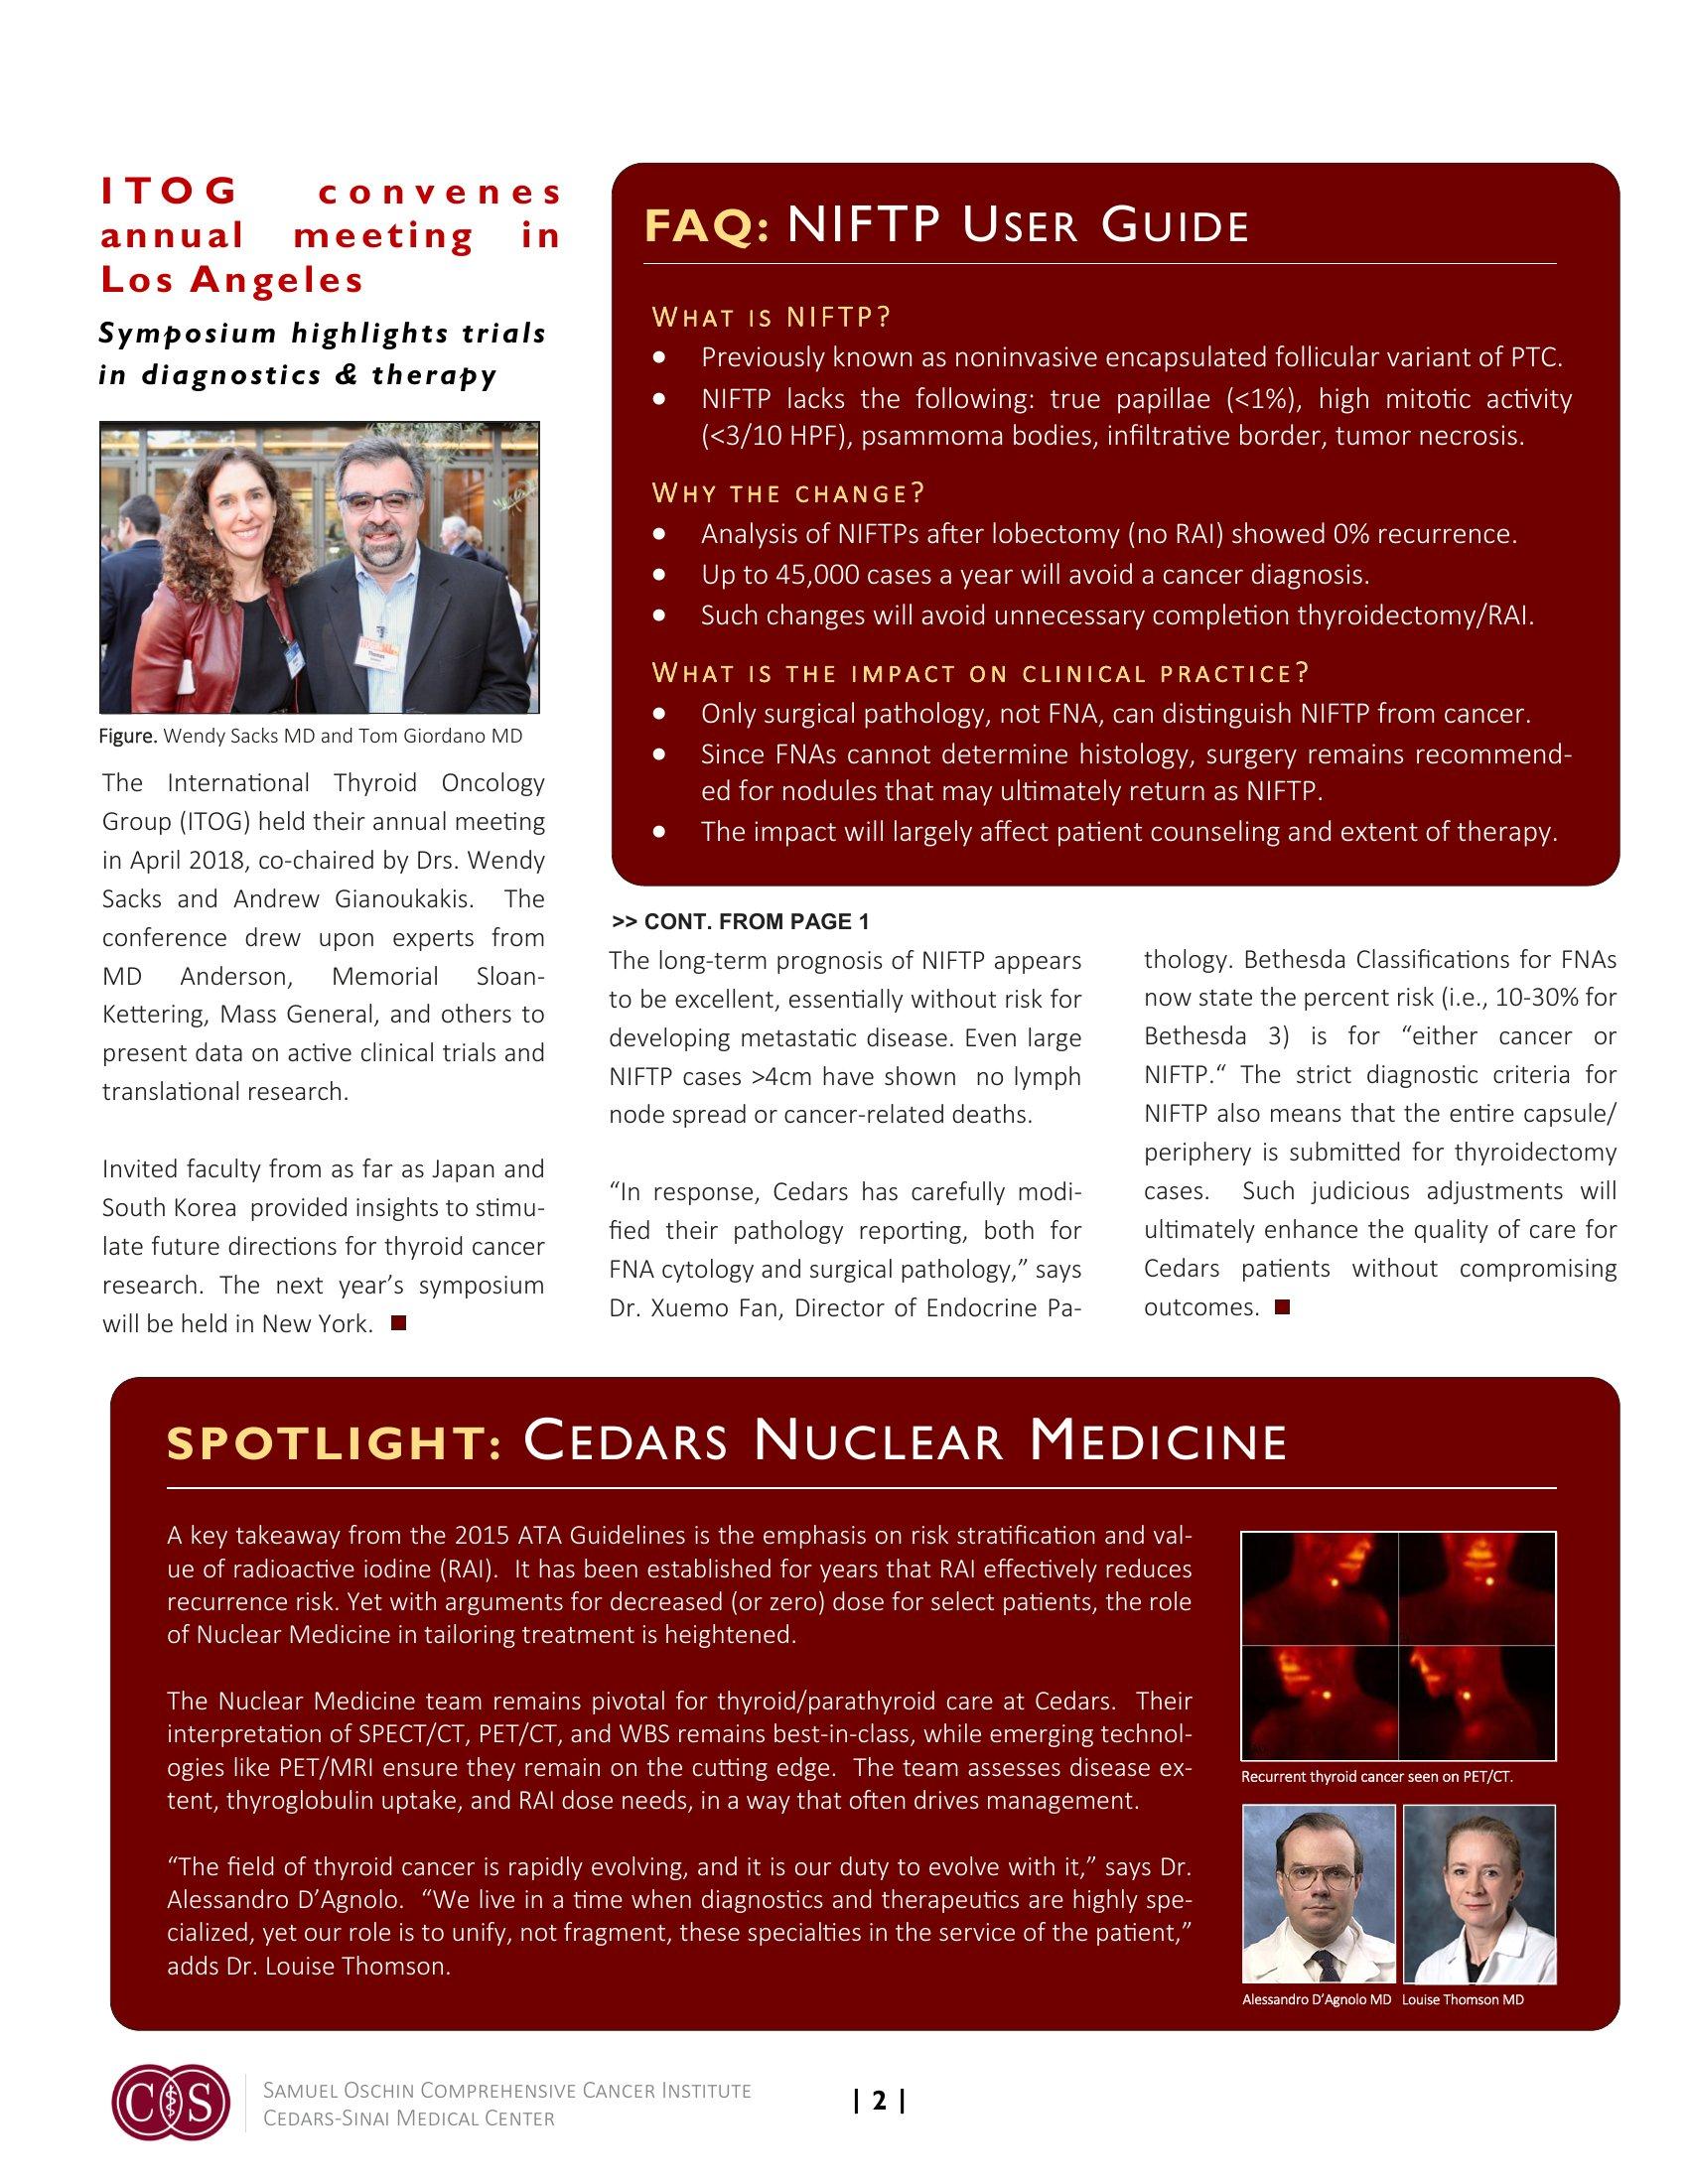 ITOG convenes
annual meeting in
Los Angeles
Symposium highlights trials
in diagnostics & therapy
Figure. Wendy Sacks MD and Tom Giordano MD
The International Thyroid Oncology
Group (ITOG) held their annual meeting
in April 2018, co-chaired by Drs. Wendy
Sacks and Andrew Gianoukakis. The
conference drew upon experts from
MD Anderson, Memorial Sloan-
Kettering, Mass General, and others to
present data on active clinical trials and
translational research.
Invited faculty from as far as Japan and
South Korea provided insights to stimu-
late future directions for thyroid cancer
research. The next year’s symposium
will be held in New York.
FAQ: NIFTP USER GUIDE
WHAT IS NIFTP?
• Previously known as noninvasive encapsulated follicular variant of PTC.
• NIFTP lacks the following: true papillae (<1%), high mitotic activity
(<3/10 HPF), psammoma bodies, infiltrative border, tumor necrosis.
WHY THE CHANGE?
• Analysis of NIFTPs after lobectomy (no RAI) showed 0% recurrence.
• Up to 45,000 cases a year will avoid a cancer diagnosis.
• Such changes will avoid unnecessary completion thyroidectomy/RAI.
WHAT IS THE IMPACT ON CLINICAL PRACTICE?
• Only surgical pathology, not FNA, can distinguish NIFTP from cancer.
• Since FNAs cannot determine histology, surgery remains recommend-
ed for nodules that may ultimately return as NIFTP.
• The impact will largely affect patient counseling and extent of therapy.
>> CONT. FROM PAGE 1
The long-term prognosis of NIFTP appears
to be excellent, essentially without risk for
developing metastatic disease. Even large
NIFTP cases >4cm have shown no lymph
node spread or cancer-related deaths.
“In response, Cedars has carefully modi-
fied their pathology reporting, both for
FNA cytology and surgical pathology,” says
Dr. Xuemo Fan, Director of Endocrine Pa-
thology. Bethesda Classifications for FNAs
now state the percent risk (i.e., 10-30% for
Bethesda 3) is for “either cancer or
NIFTP.“ The strict diagnostic criteria for
NIFTP also means that the entire capsule/
periphery is submitted for thyroidectomy
cases. Such judicious adjustments will
ultimately enhance the quality of care for
Cedars patients without compromising
outcomes.
SPOTLIGHT: CEDARS NUCLEAR MEDICINE
A key takeaway from the 2015 ATA Guidelines is the emphasis on risk stratification and val-
ue of radioactive iodine (RAI). It has been established for years that RAI effectively reduces
recurrence risk. Yet with arguments for decreased (or zero) dose for select patients, the role
of Nuclear Medicine in tailoring treatment is heightened.
The Nuclear Medicine team remains pivotal for thyroid/parathyroid care at Cedars. Their
interpretation of SPECT/CT, PET/CT, and WBS remains best-in-class, while emerging technol-
ogies like PET/MRI ensure they remain on the cutting edge. The team assesses disease ex-
tent, thyroglobulin uptake, and RAI dose needs, in a way that often drives management.
“The field of thyroid cancer is rapidly evolving, and it is our duty to evolve with it,” says Dr.
Alessandro D’Agnolo. “We live in a time when diagnostics and therapeutics are highly spe-
cialized, yet our role is to unify, not fragment, these specialties in the service of the patient,”
adds Dr. Louise Thomson.
Recurrent thyroid cancer seen on PET/CT.
Alessandro D’Agnolo MD Louise Thomson MD
CS
SAMUEL OSCHIN COMPREHENSIVE CANCER INSTITUTE
CEDARS-SINAI MEDICAL CENTER
| 2 |